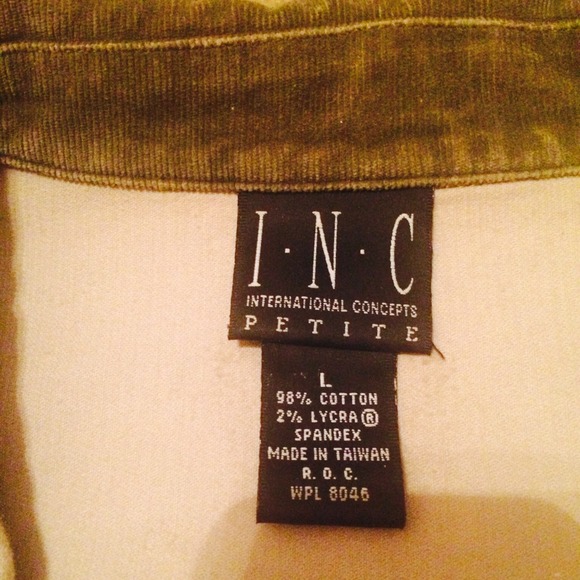 I·N·C
INTERNATIONAL CONCEPTS
PETITE
L
98% COTTON
2% LYCRA®
SPANDEX
MADE IN TAIWAN
R. O. C.
WPL 8046